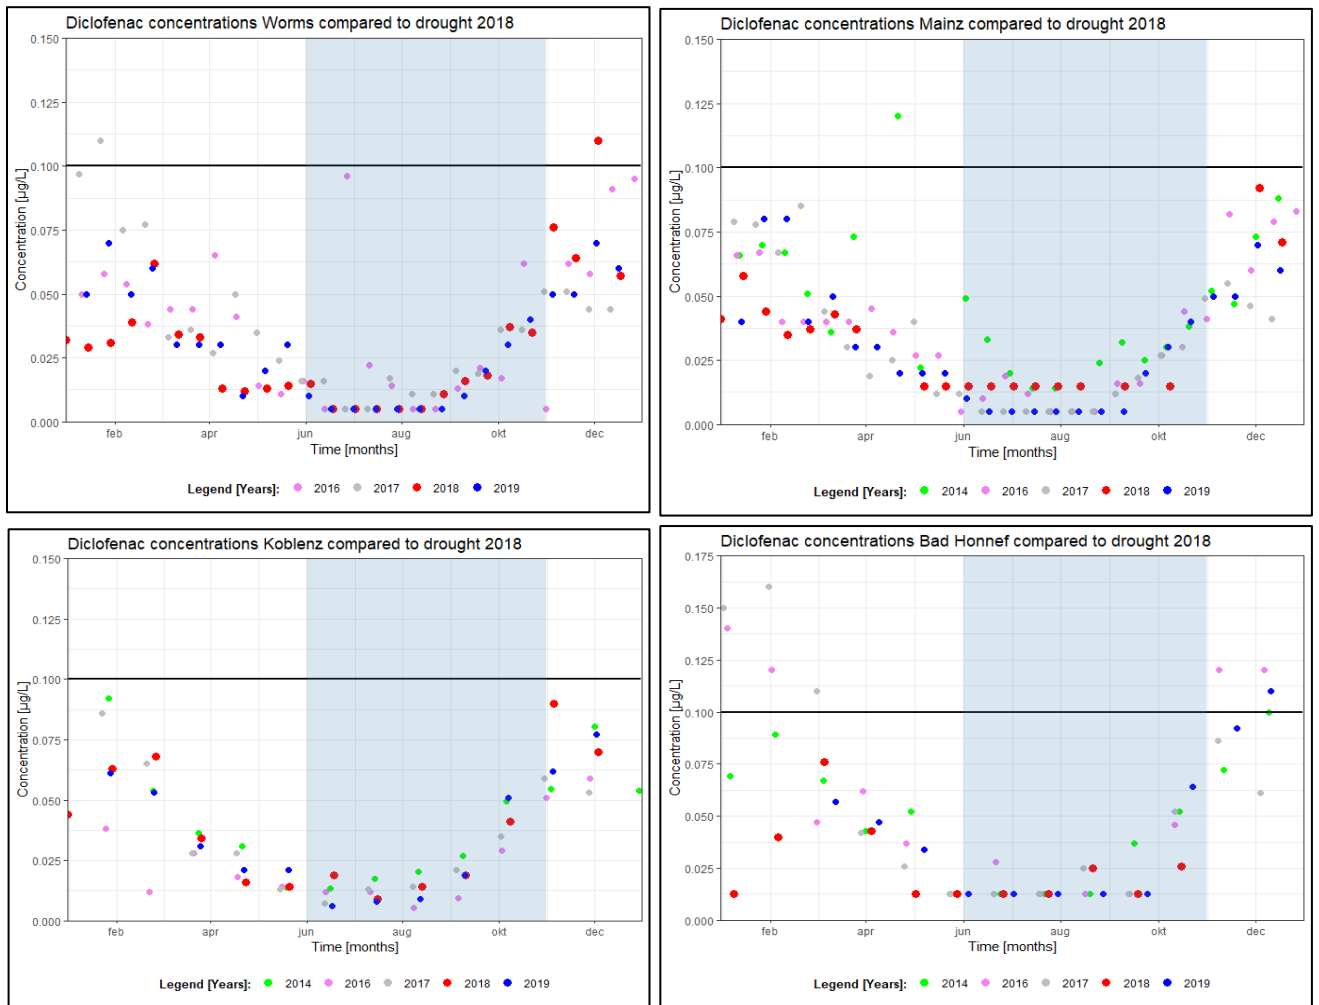 Diclofenac concentrations Worms compared to drought 2018
0.150
0.125
0.100
0.075
0.050
0.025
0.000
Concentration [µg/L]
feb apr jun aug okt dec
Time [months]
Legend [Years]: 2016 2017 2018 2019
Diclofenac concentrations Mainz compared to drought 2018
0.150
0.125
0.100
0.075
0.050
0.025
0.000
Concentration [µg/L]
feb apr jun aug okt dec
Time [months]
Legend [Years]: 2014 2016 2017 2018 2019
Diclofenac concentrations Koblenz compared to drought 2018
0.150
0.125
0.100
0.075
0.050
0.025
0.000
Concentration [µg/L]
feb apr jun aug okt dec
Time [months]
Legend [Years]: 2014 2016 2017 2018 2019
Diclofenac concentrations Bad Honnef compared to drought 2018
0.175
0.150
0.125
0.100
0.075
0.050
0.025
0.000
Concentration [µg/L]
feb apr jun aug okt dec
Time [months]
Legend [Years]: 2014 2016 2017 2018 2019